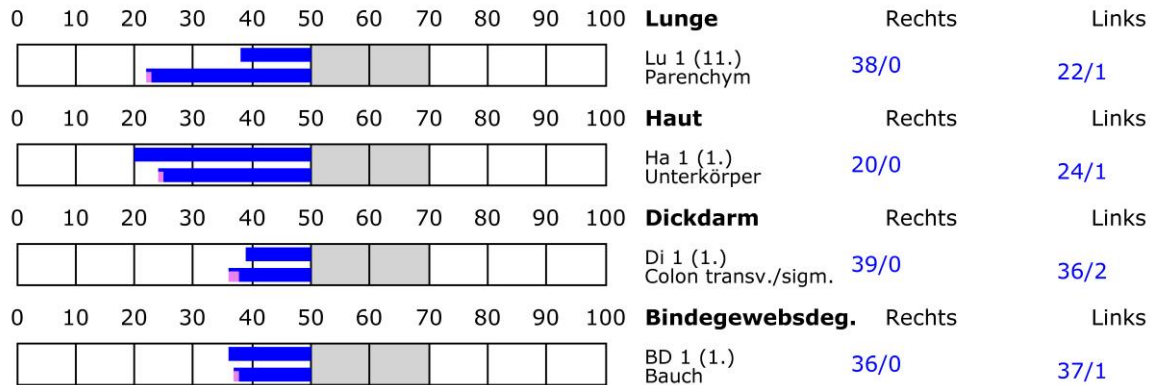 0 10 20 30 40 50 60 70 80 90 100 Lunge Rechts Links
Lu 1 (11.)
Parenchym
38/0 22/1
0 10 20 30 40 50 60 70 80 90 100 Haut Rechts Links
Ha 1 (1.)
Unterkörper
20/0 24/1
0 10 20 30 40 50 60 70 80 90 100 Dickdarm Rechts Links
Di 1 (1.)
Colon transv./sigm.
39/0 36/2
0 10 20 30 40 50 60 70 80 90 100 Bindegewebsdeg. Rechts Links
BD 1 (1.)
Bauch
36/0 37/1